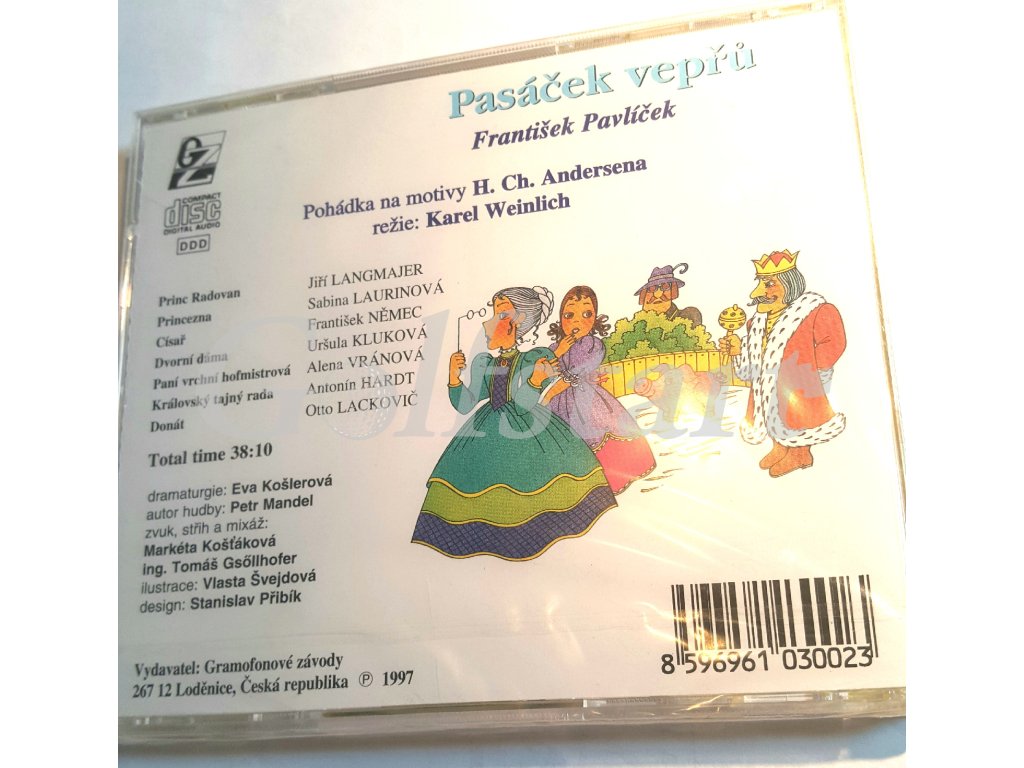 Pasáček vepřů
František Pavlíček
GZ
COMPACT
disc
DIGITAL AUDIO
DDD
Pohádka na motivy H. Ch. Andersena
režie: Karel Weinlich
Princ Radovan Jiří LANGMAJER
Princezna Sabina LAURINOVÁ
Císař František NĚMEC
Dvorní dáma Uršula KLUKOVÁ
Paní vrchní hofmistrová Alena VRÁNOVÁ
Královský tajný rada Antonín HARDT
Donát Otto LACKOVIČ
Golfstar
Total time 38:10
dramaturgie: Eva Košlerová
autor hudby: Petr Mandel
zvuk, střih a mixáž:
Markéta Košťáková
ing. Tomáš Gsőllhofer
ilustrace: Vlasta Švejdová
design: Stanislav Přibík
Vydavatel: Gramofonové závody
267 12 Loděnice, Česká republika Ⓟ 1997
8 596961 030023